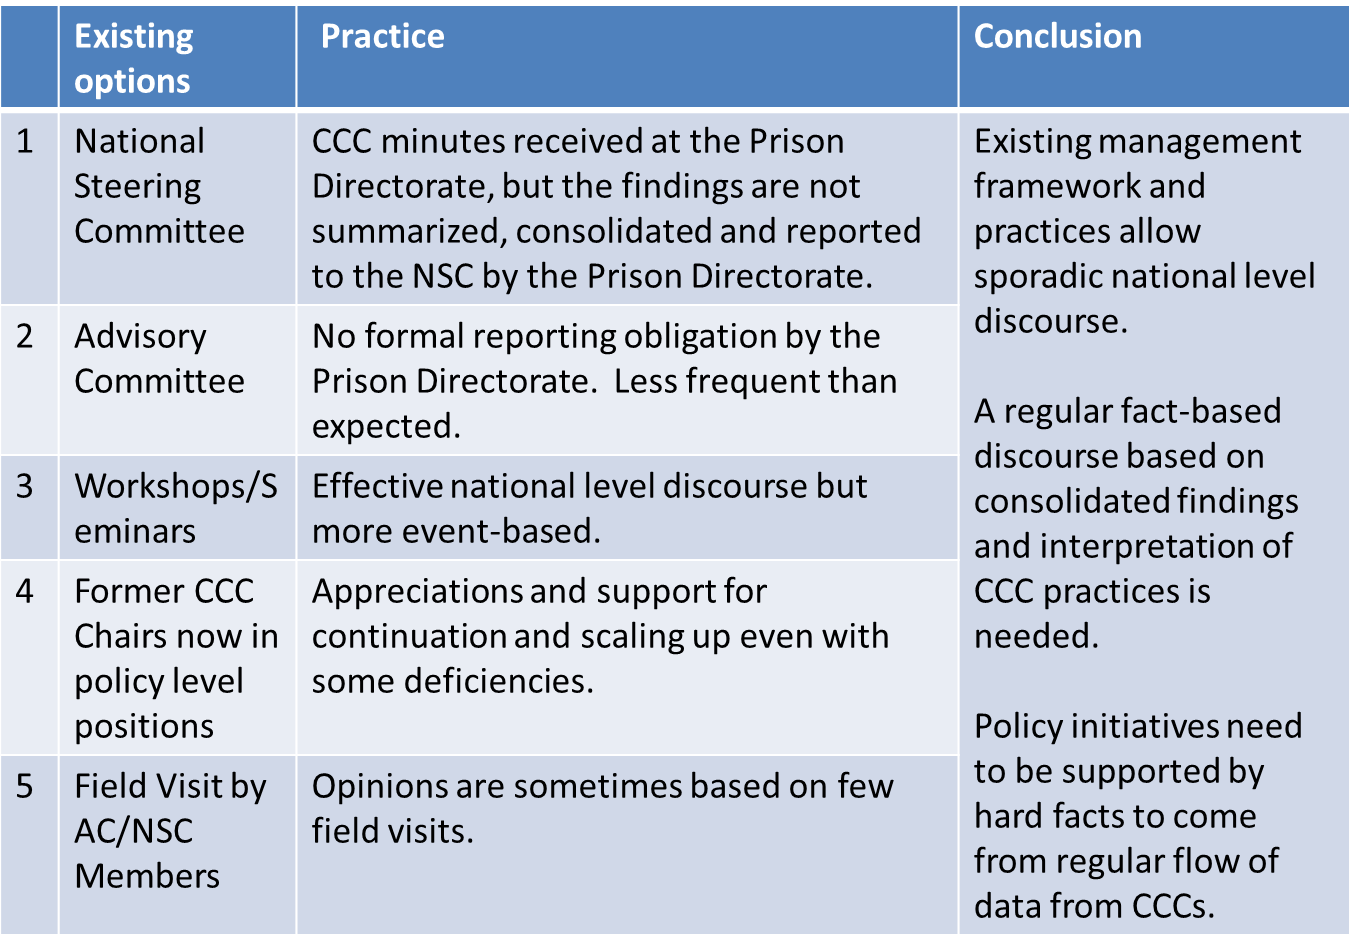 Existing
options
Practice
Conclusion
1
National
Steering
Committee
CCC minutes received at the Prison
Directorate, but the findings are not
summarized, consolidated and reported
to the NSC by the Prison Directorate.
2
Advisory
Committee
No formal reporting obligation by the
Prison Directorate.  Less frequent than
expected.
3
Workshops/S
eminars
Effective national level discourse but
more event-based.
4
Former CCC
Chairs now in
policy level
positions
Appreciations and support for
continuation and scaling up even with
some deficiencies.
5
Field Visit by
AC/NSC
Members
Opinions are sometimes based on few
field visits.
Existing management
framework and
practices allow
sporadic national level
discourse.
A regular fact-based
discourse based on
consolidated findings
and interpretation of
CCC practices is
needed.
Policy initiatives need
to be supported by
hard facts to come
from regular flow of
data from CCCs.